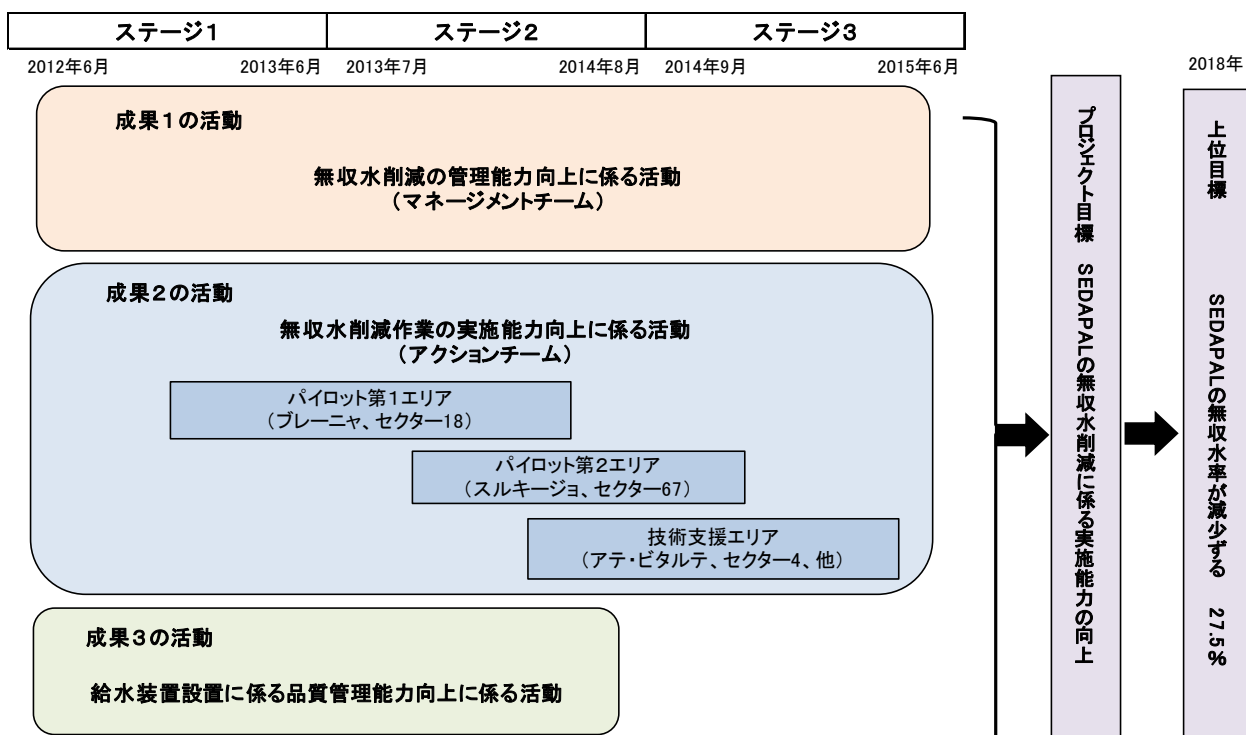 ステージ1 ステージ2 ステージ3
2012年6月 2013年6月 2013年7月 2014年8月 2014年9月 2015年6月 2018年
成果1の活動
無収水削減の管理能力向上に係る活動
（マネージメントチーム）
成果2の活動
無収水削減作業の実施能力向上に係る活動
（アクションチーム）
パイロット第1エリア
（ブレーニャ、セクター18）
パイロット第2エリア
（スルキージョ、セクター67）
技術支援エリア
（アテ・ビタルテ、セクター4、他）
成果3の活動
給水装置設置に係る品質管理能力向上に係る活動
プロジェクト目標 SEDAPALの無収水削減に係る実施能力の向上
上位目標 SEDAPALの無収水率が減少ずる 27.5%